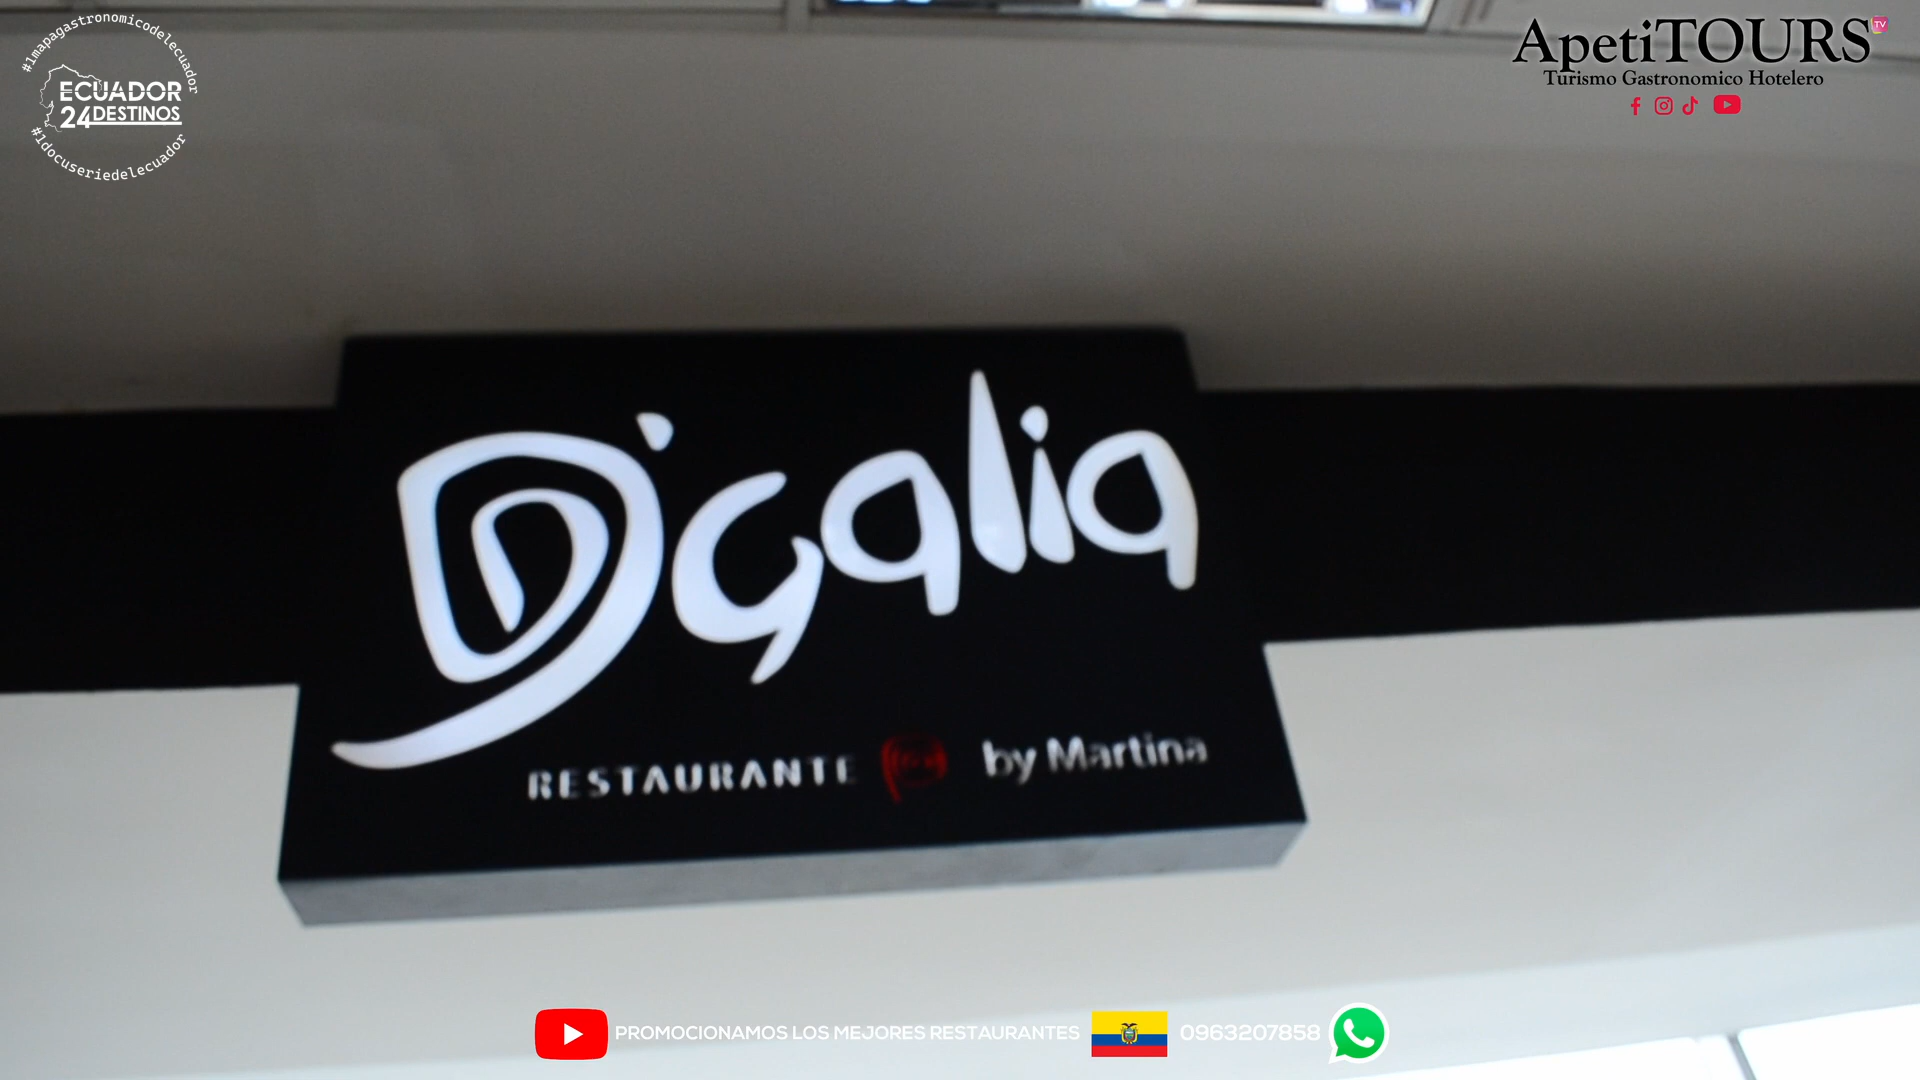 #1mapagastronomicodelecuador
ECUADOR
24DESTINOS
#1docuseriedelecuador
ApetiTOURS TV
Turismo Gastronomico Hotelero
D'galia
RESTAURANTE by Martina
PROMOCIONAMOS LOS MEJORES RESTAURANTES 0963207858